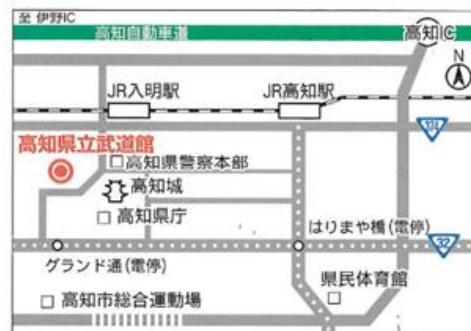 至 伊野IC
高知自動車道
高知IC
N
JR入明駅
JR高知駅
高知県立武道館
高知県警察本部
高知城
高知県庁
はりまや橋(電停)
32
グランド通(電停)
県民体育館
高知市総合運動場